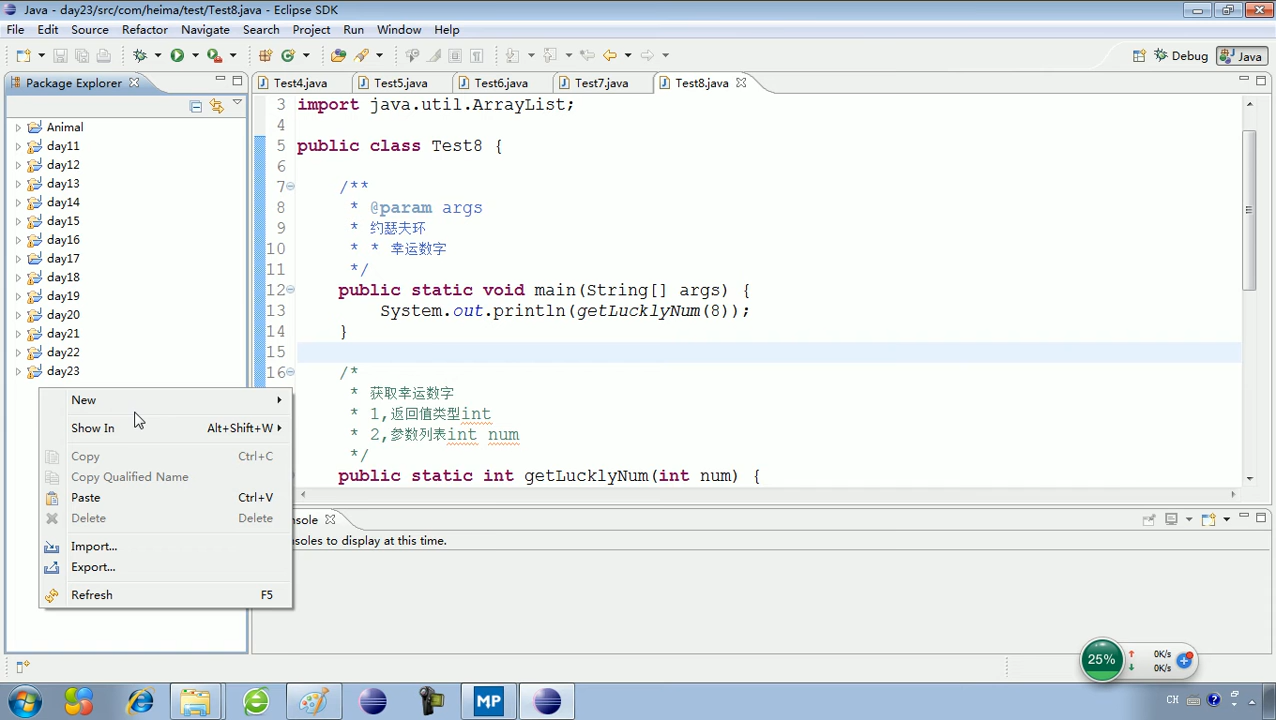 Java - day23/src/com/heima/test/Test8.java - Eclipse SDK
File Edit Source Refactor Navigate Search Project Run Window Help
Debug Java
Package Explorer
Test4.java Test5.java Test6.java Test7.java Test8.java
Animal
day11
day12
day13
day14
day15
day16
day17
day18
day19
day20
day21
day22
day23
3 import java.util.ArrayList;
4
5 public class Test8 {
6
7 /**
8 * @param args
9 * 约瑟夫环
10 * * 幸运数字
11 */
12 public static void main(String[] args) {
13 System.out.println(getLucklyNum(8));
14 }
15
16 /*
* 获取幸运数字
* 1,返回值类型int
* 2,参数列表int num
*/
public static int getLucklyNum(int num) {
New
Show In Alt+Shift+W
Copy Ctrl+C
Copy Qualified Name
Paste Ctrl+V
Delete Delete
Import...
Export...
Refresh F5
nsole
nsoles to display at this time.
25% 0K/s
0K/s
MP
CH